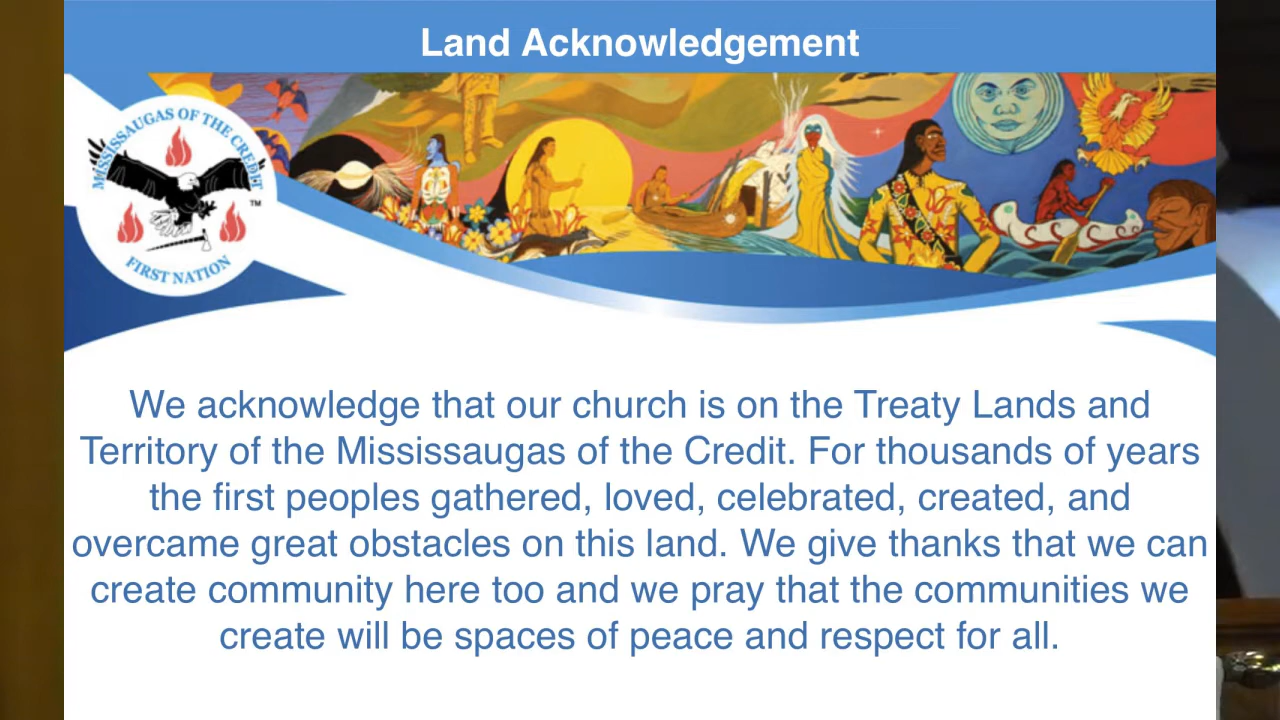 Land Acknowledgement
MISSISSAUGAS OF THE CREDIT
TM
FIRST NATION
We acknowledge that our church is on the Treaty Lands and
Territory of the Mississaugas of the Credit. For thousands of years
the first peoples gathered, loved, celebrated, created, and
overcame great obstacles on this land. We give thanks that we can
create community here too and we pray that the communities we
create will be spaces of peace and respect for all.